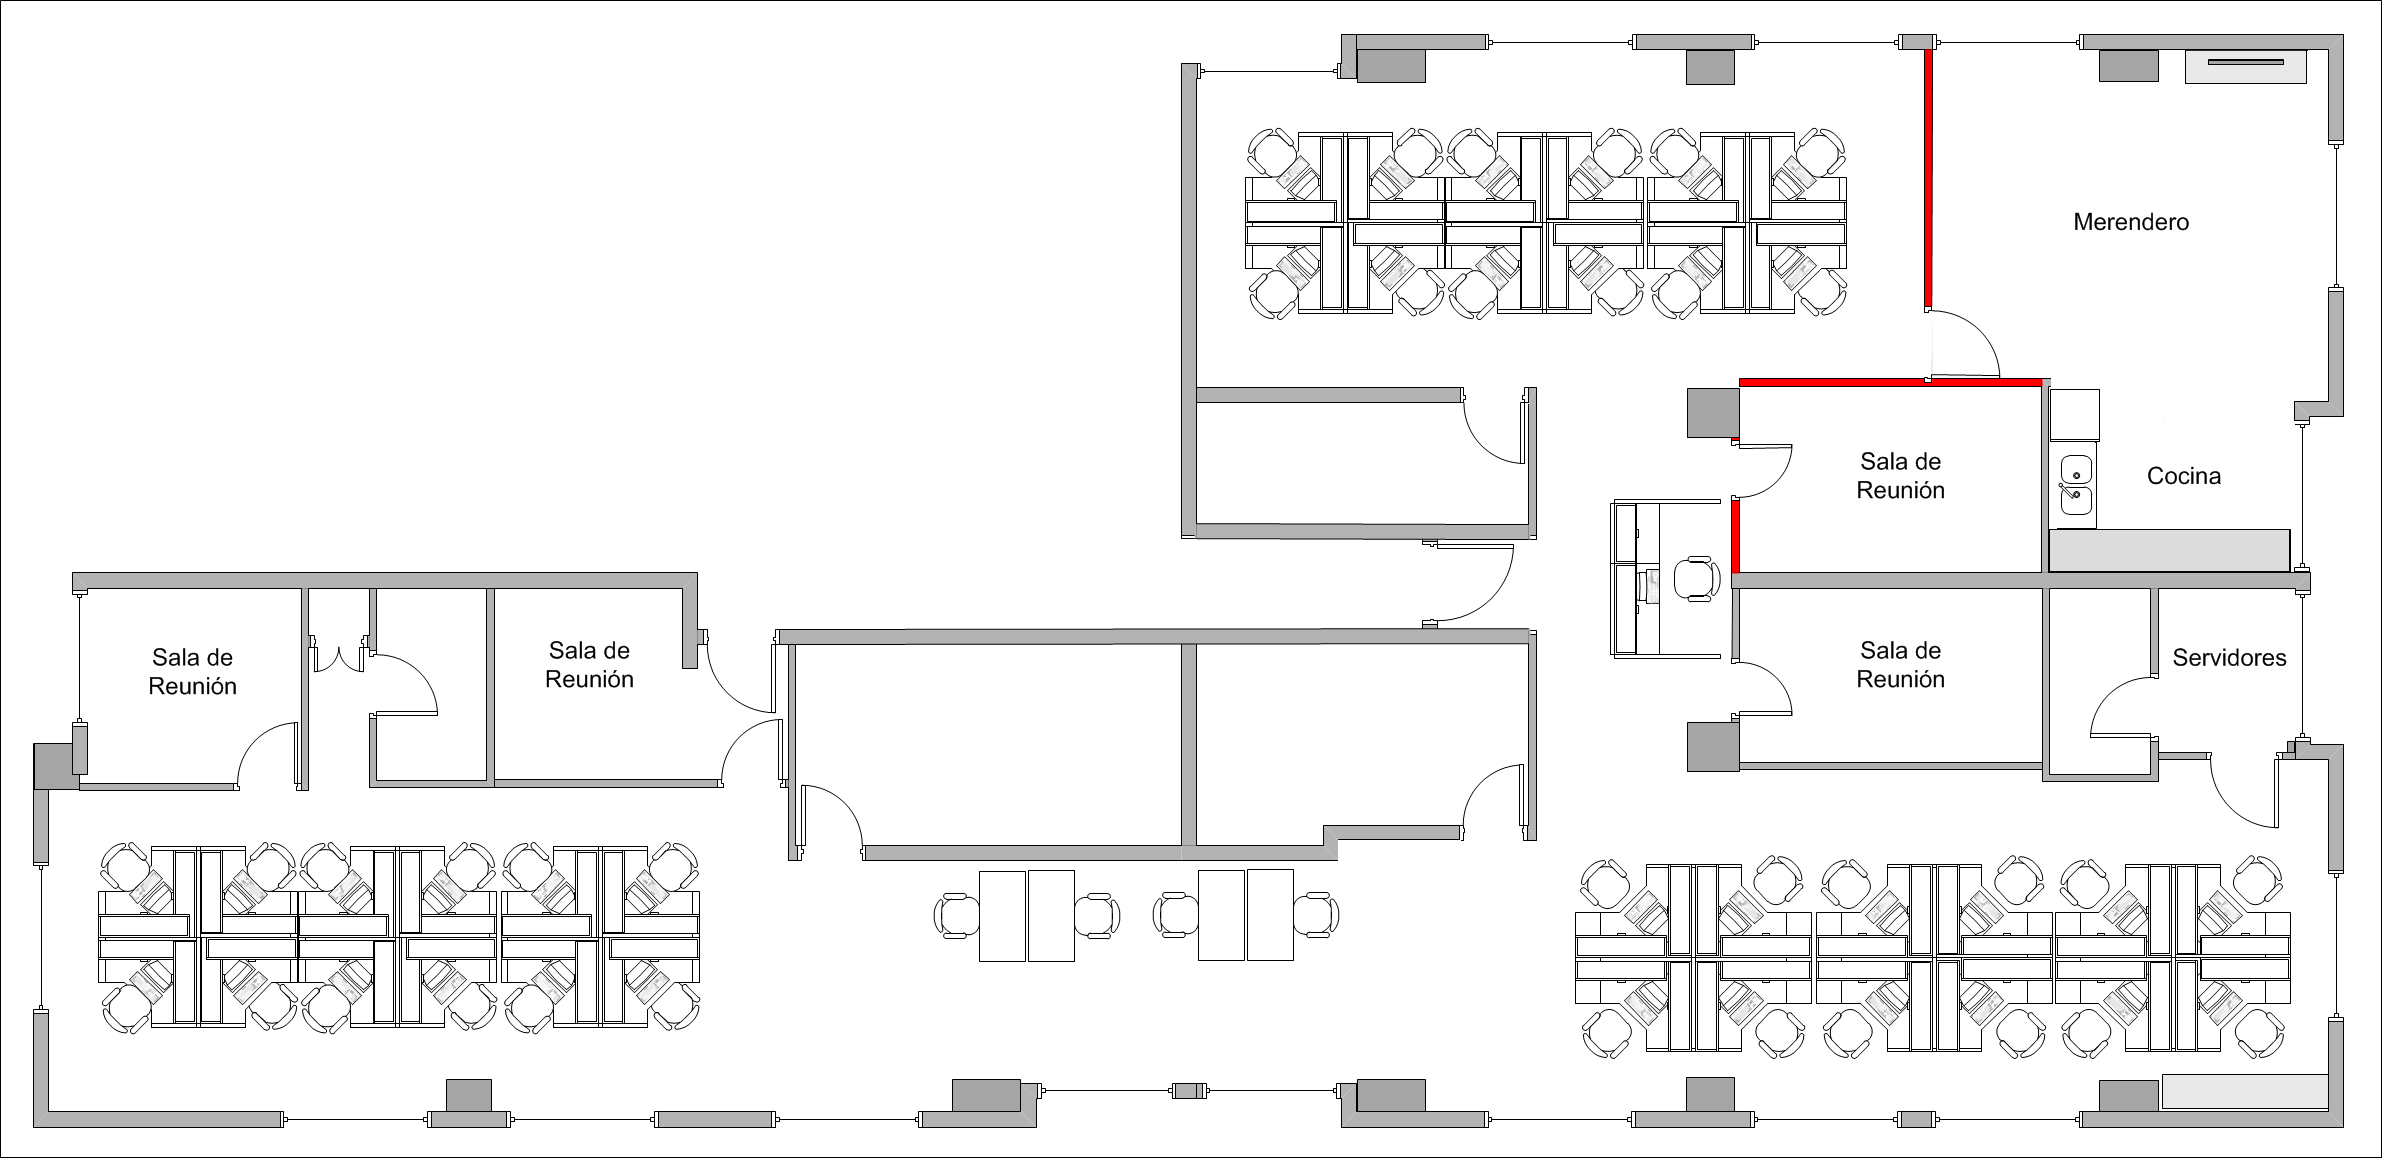 Merendero
Sala de
Reunión
Cocina
Sala de
Reunión
Sala de
Reunión
Sala de
Reunión
Servidores